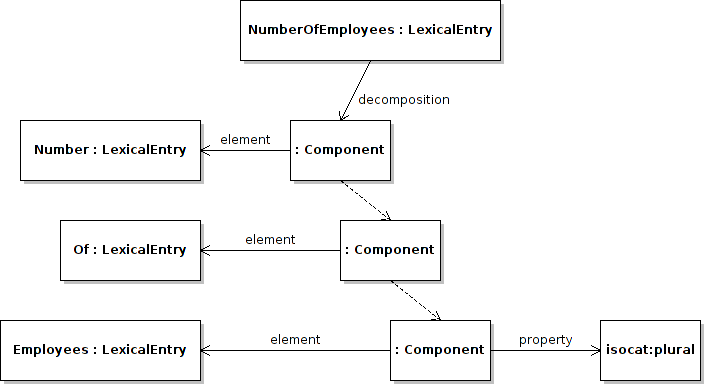 NumberOfEmployees : LexicalEntry
decomposition
Number : LexicalEntry
element
: Component
Of : LexicalEntry
element
: Component
Employees : LexicalEntry
element
: Component
property
isocat:plural